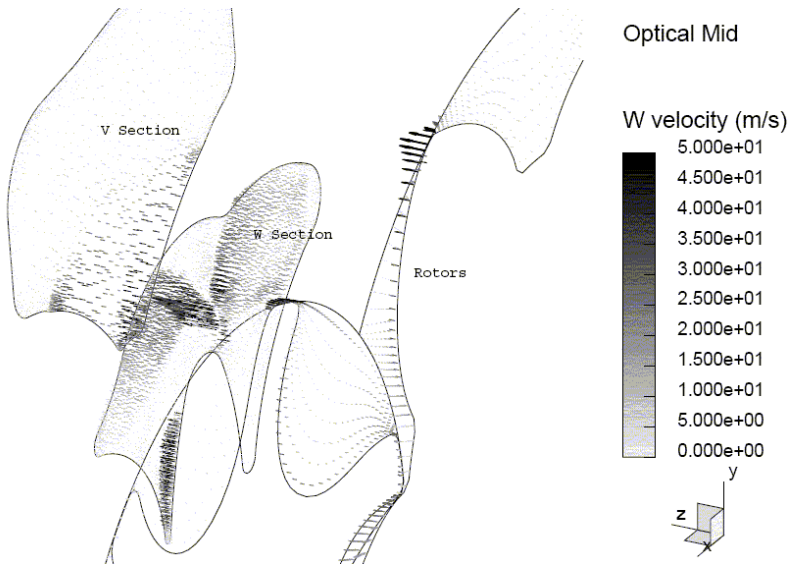 Optical Mid
V Section
W Section
Rotors
W velocity (m/s)
5.000e+01
4.500e+01
4.000e+01
3.500e+01
3.000e+01
2.500e+01
2.000e+01
1.500e+01
1.000e+01
5.000e+00
0.000e+00
y
z
x